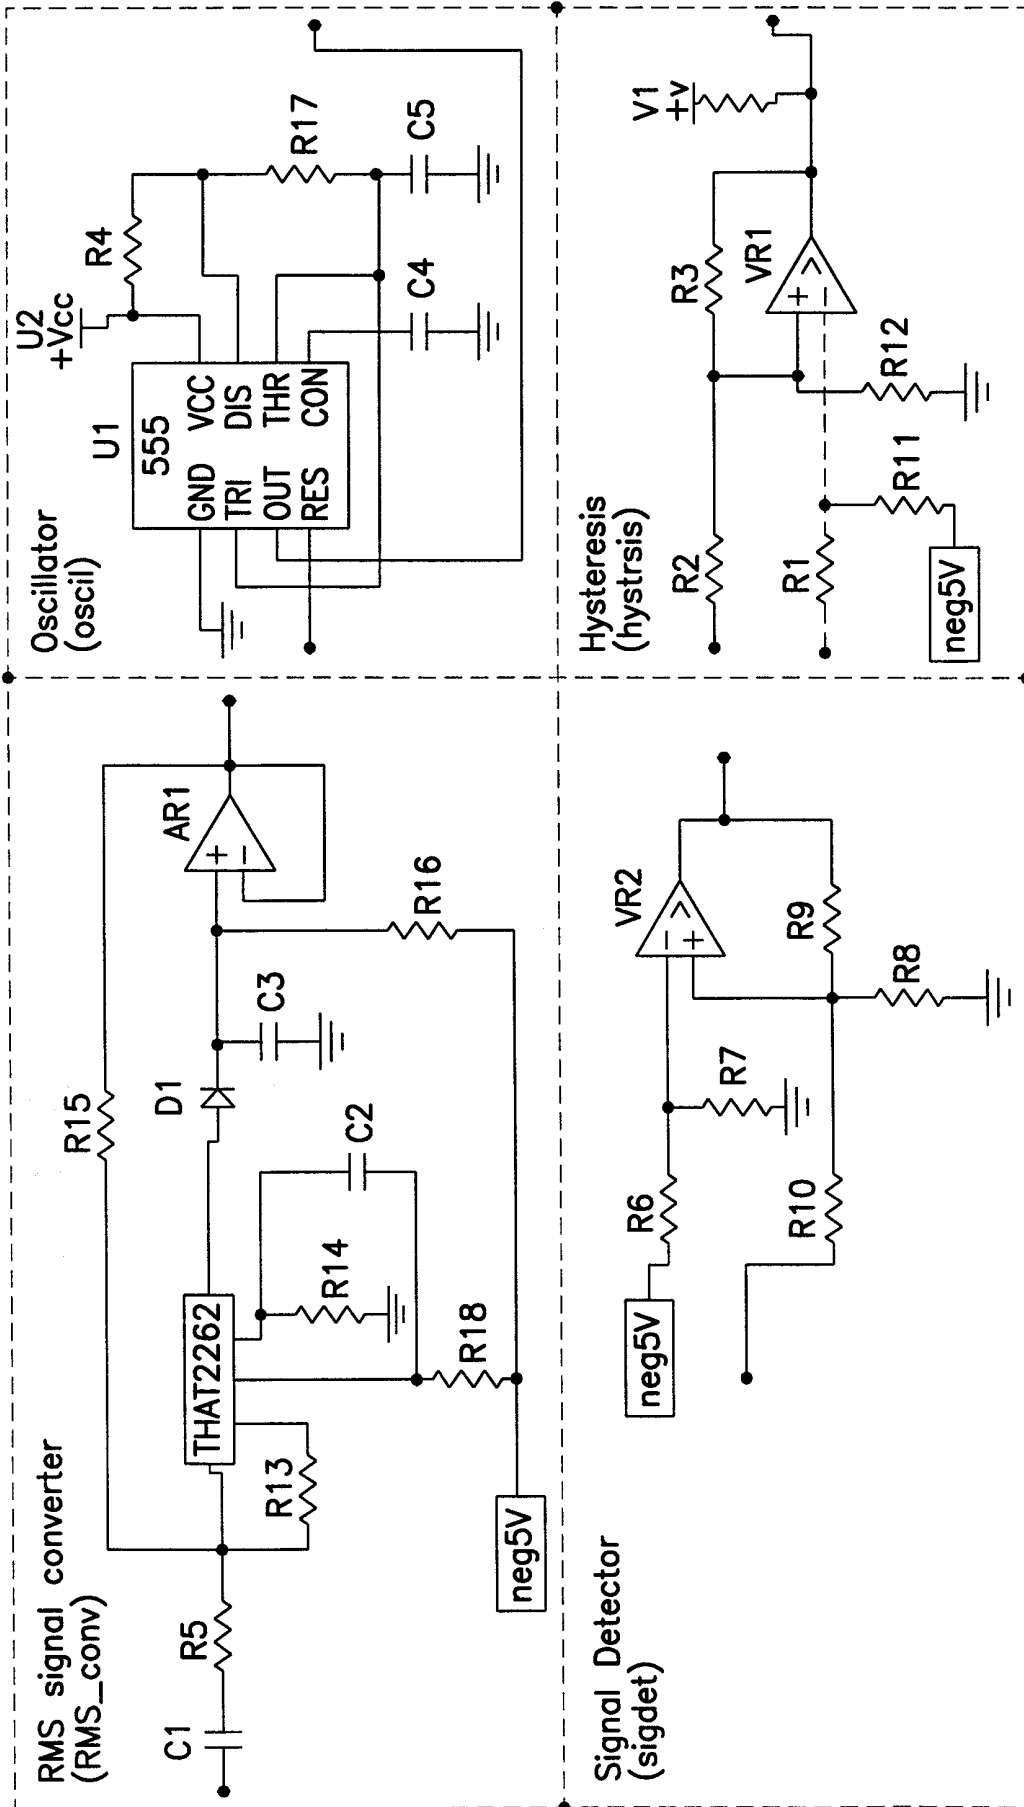 RMS signal converter
(RMS_conv)
C1
R5
R13
THAT2262
R15
R14
C2
R18
neg5V
D1
C3
R16
AR1
+
−
Oscillator
(oscil)
U1
555
GND VCC
TRI DIS
OUT THR
RES CON
U2
+Vcc
R4
R17
C4
C5
Signal Detector
(sigdet)
neg5V
R6
R7
R10
VR2
−
+
R9
R8
Hysteresis
(hystrsis)
R2
R1
neg5V
R11
R12
R3
VR1
+
−
V1
+v